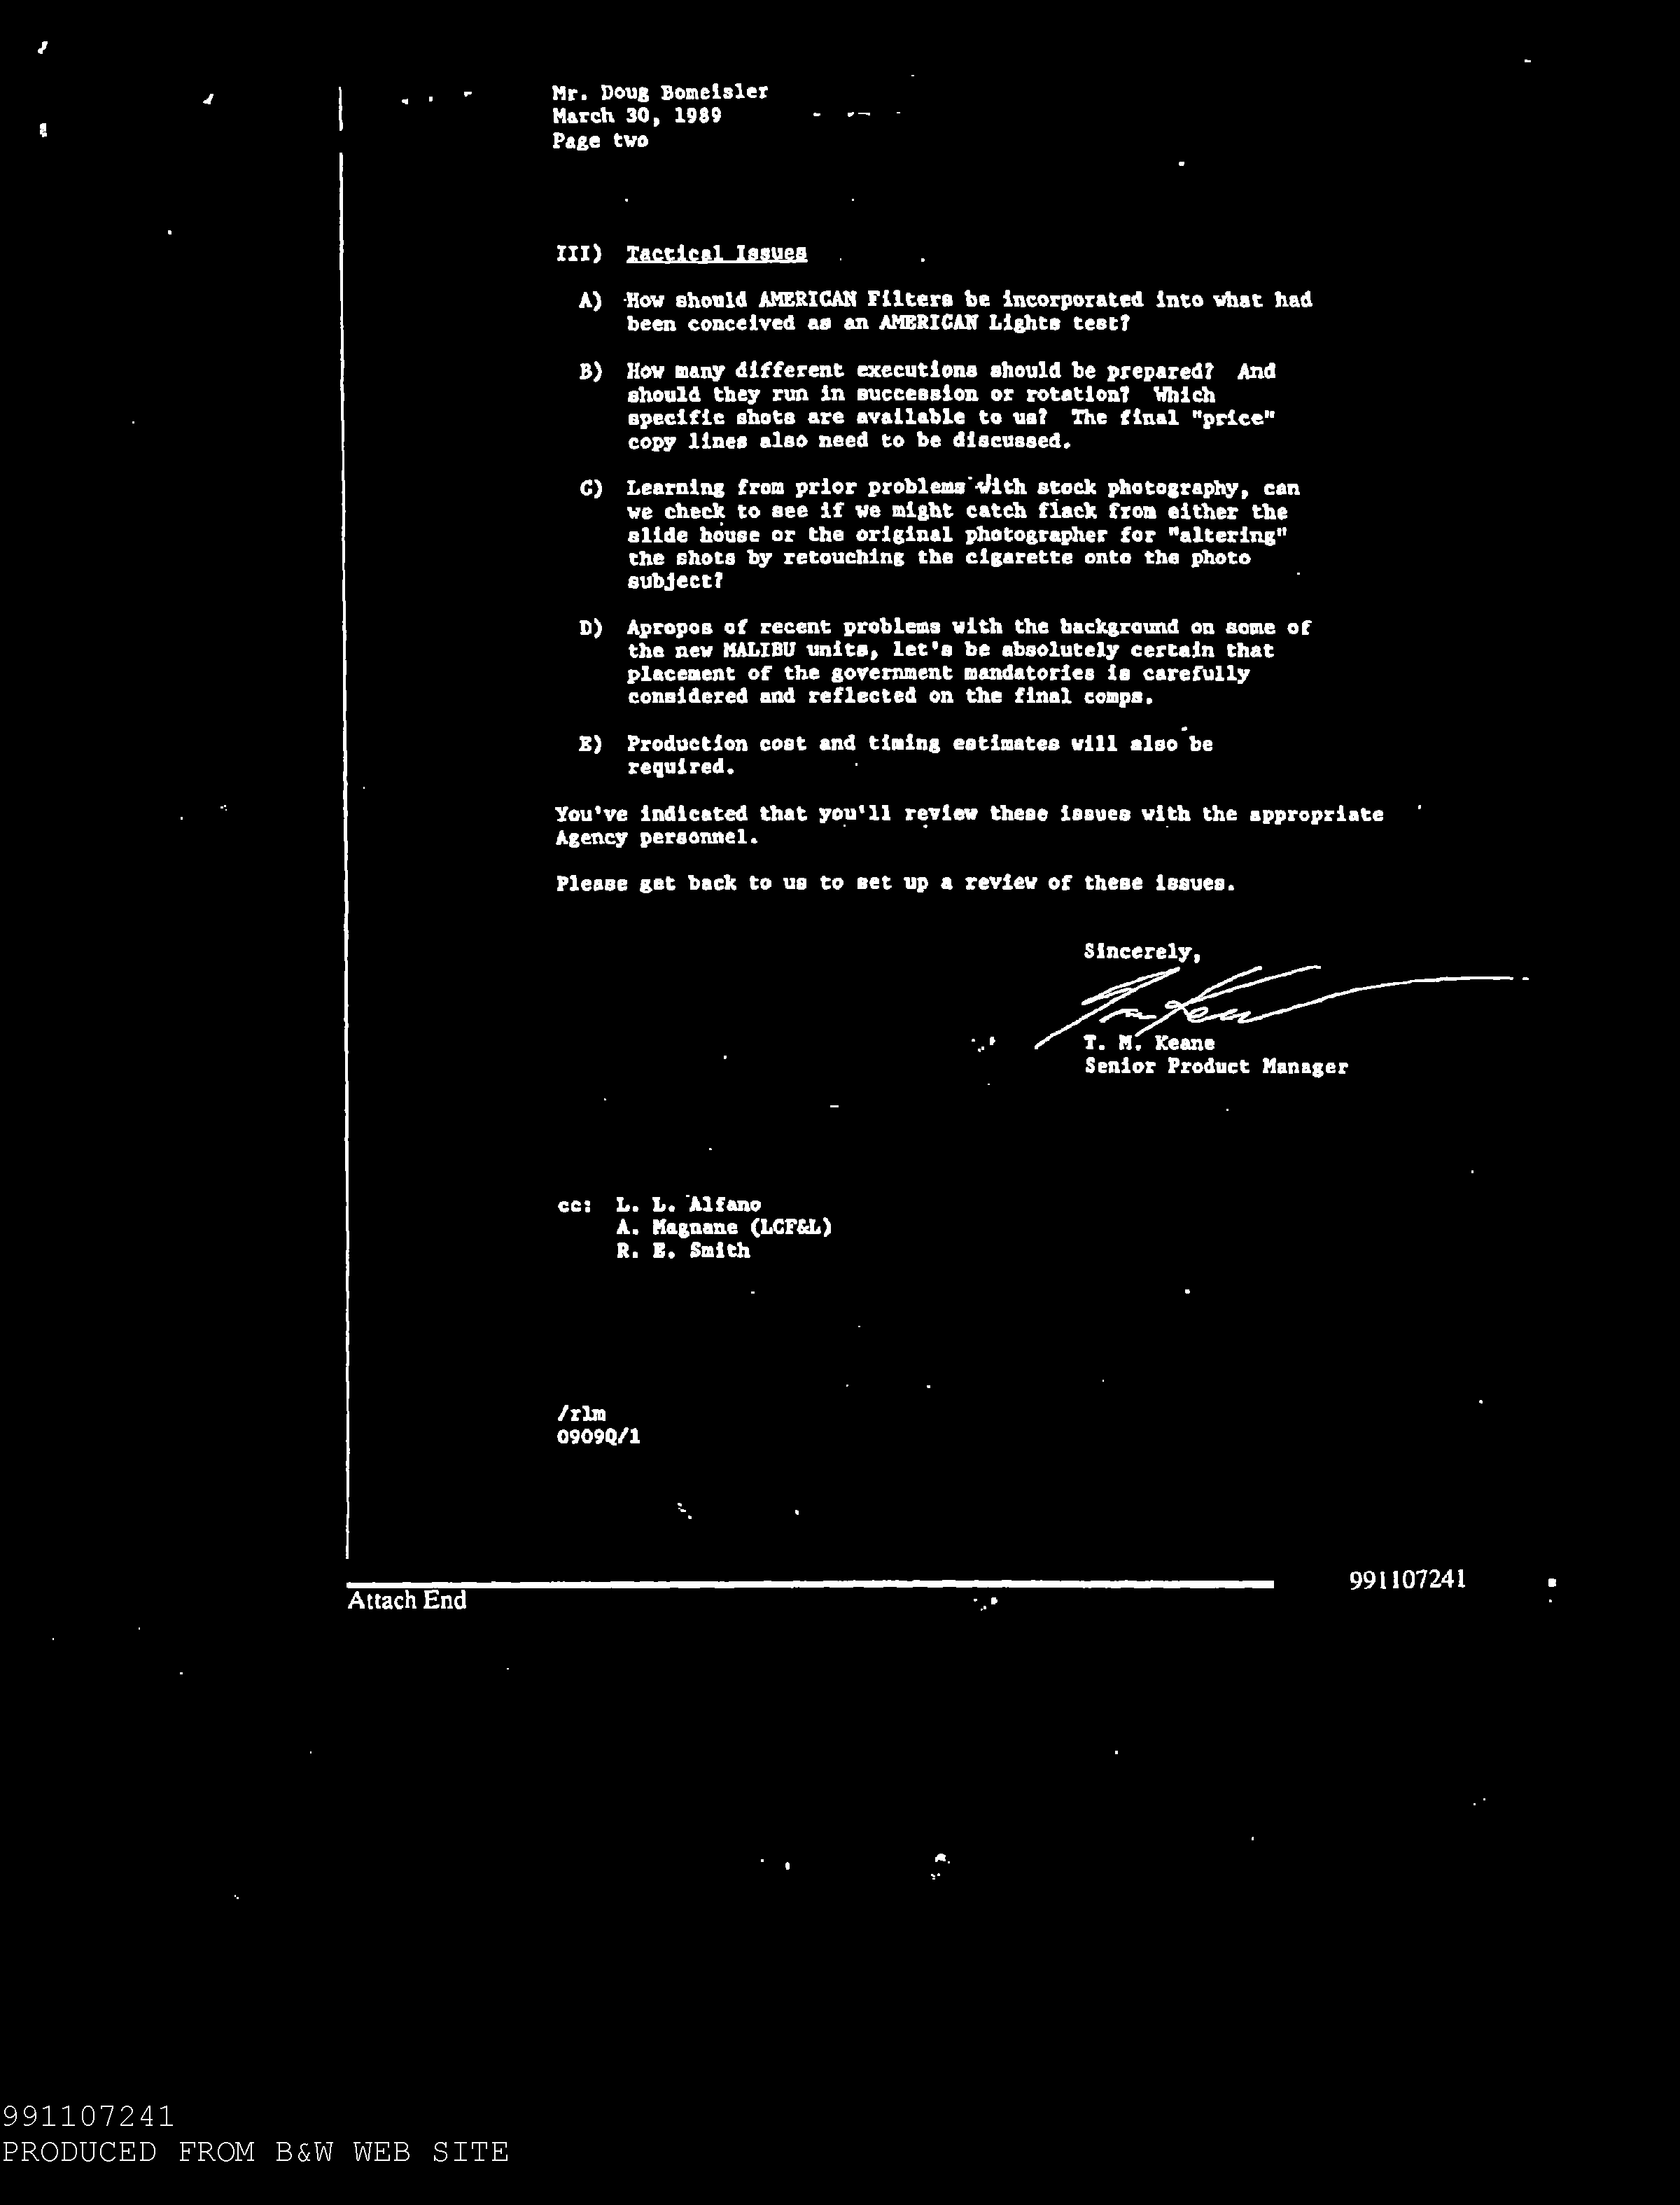 Mr. Doug Bomeisler
March 30, 1989
Page two
III) Tactical Issues
A) How should AMERICAN Filters be incorporated into what had
been conceived as an AMERICAN Lights test?
B) How many different executions should be prepared? And
should they run in succession or rotation? Which
specific shots are available to us? The final "price"
copy lines also need to be discussed.
C) Learning from prior problems with stock photography, can
we check to see if we might catch flack from either the
slide house or the original photographer for "altering"
the shots by retouching the cigarette onto the photo
subject?
D) Apropos of recent problems with the background on some of
the new MALIBU units, let's be absolutely certain that
placement of the government mandatories is carefully
considered and reflected on the final comps.
E) Production cost and timing estimates will also be
required.
You've indicated that you'll review these issues with the appropriate
Agency personnel.
Please get back to us to set up a review of these issues.
Sincerely,
Tom Keane
T. M. Keane
Senior Product Manager
cc: L. L. Alfano
A. Magnane (LCF&L)
R. E. Smith
/rlm
0909Q/1
991107241
Attach End
991107241
PRODUCED FROM B&W WEB SITE